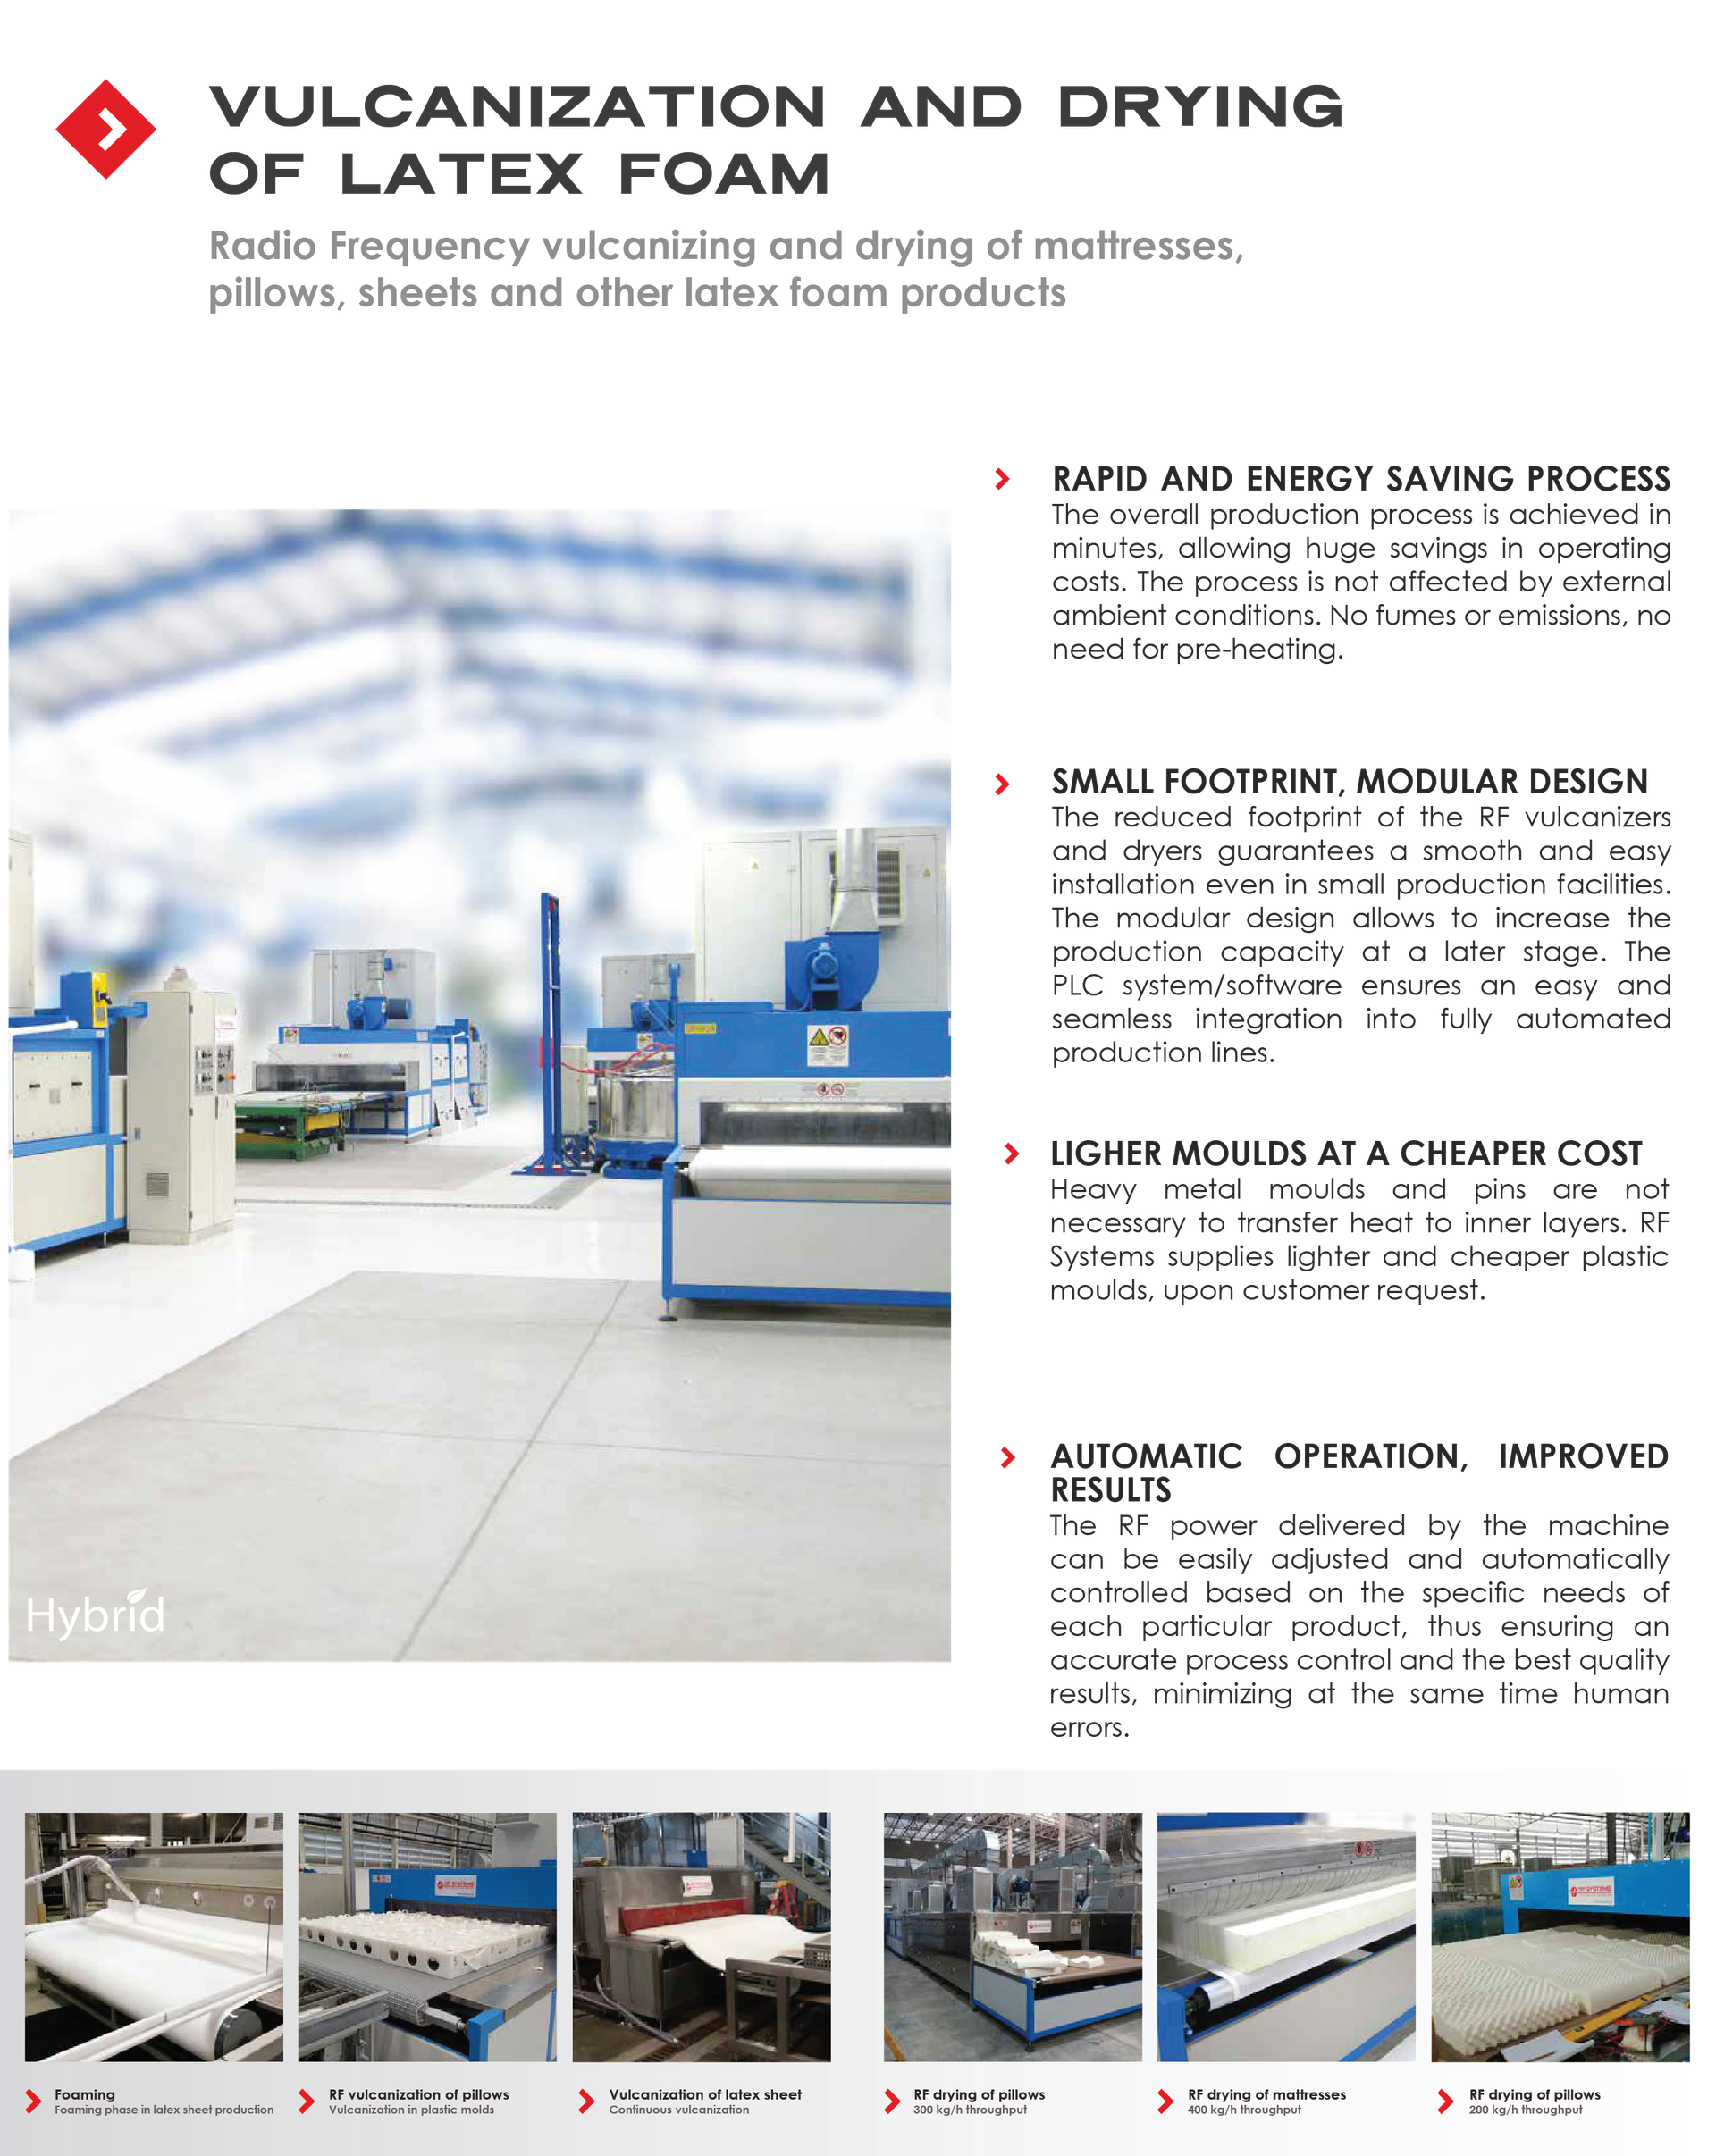 VULCANIZATION AND DRYING
OF LATEX FOAM
Radio Frequency vulcanizing and drying of mattresses,
pillows, sheets and other latex foam products
RAPID AND ENERGY SAVING PROCESS
The overall production process is achieved in
minutes, allowing huge savings in operating
costs. The process is not affected by external
ambient conditions. No fumes or emissions, no
need for pre-heating.
SMALL FOOTPRINT, MODULAR DESIGN
The reduced footprint of the RF vulcanizers
and dryers guarantees a smooth and easy
installation even in small production facilities.
The modular design allows to increase the
production capacity at a later stage. The
PLC system/software ensures an easy and
seamless integration into fully automated
production lines.
LIGHER MOULDS AT A CHEAPER COST
Heavy metal moulds and pins are not
necessary to transfer heat to inner layers. RF
Systems supplies lighter and cheaper plastic
moulds, upon customer request.
AUTOMATIC OPERATION, IMPROVED
RESULTS
The RF power delivered by the machine
can be easily adjusted and automatically
controlled based on the specific needs of
each particular product, thus ensuring an
accurate process control and the best quality
results, minimizing at the same time human
errors.
Hybrid
RF SYSTEMS
RF SYSTEMS
Foaming
Foaming phase in latex sheet production
RF vulcanization of pillows
Vulcanization in plastic molds
Vulcanization of latex sheet
Continuous vulcanization
RF drying of pillows
300 kg/h throughput
RF drying of mattresses
400 kg/h throughput
RF drying of pillows
200 kg/h throughput